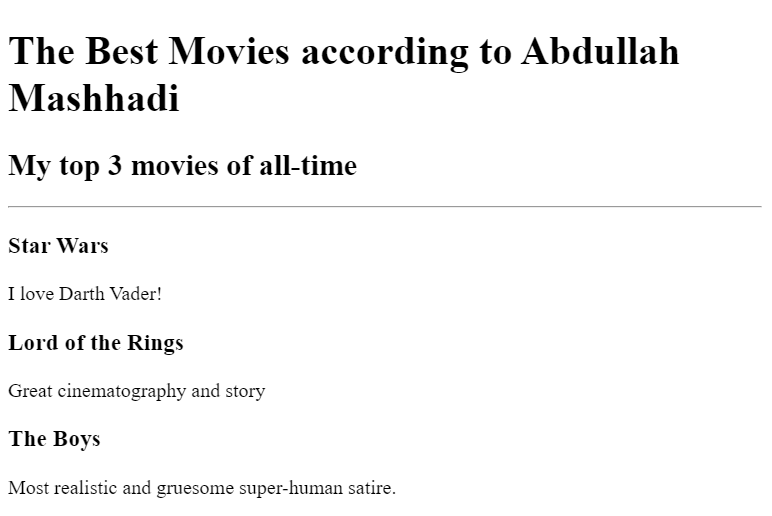 The Best Movies according to Abdullah
Mashhadi
My top 3 movies of all-time
Star Wars
I love Darth Vader!
Lord of the Rings
Great cinematography and story
The Boys
Most realistic and gruesome super-human satire.